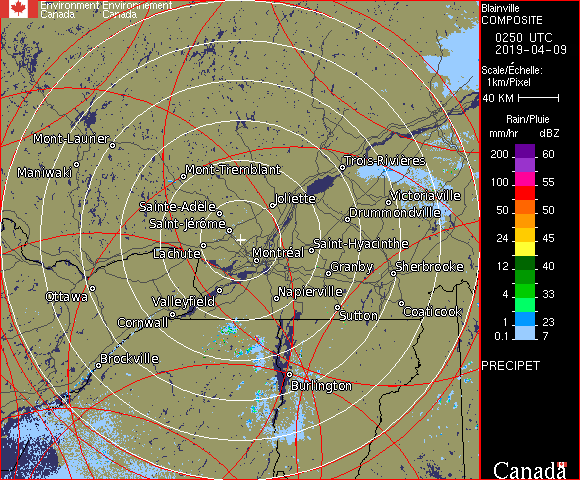 Environment Environnement
Canada Canada
Blainville
COMPOSITE
0250 UTC
2019-04-09
Scale/Échelle:
1km/Pixel
40 KM
Rain/Pluie
mm/hr dBZ
200 60
100 55
50 50
24 45
12 40
4 33
1 23
0.1 7
PRECIPET
Canada
Mont-Laurier
Maniwaki
Mont-Tremblant
Trois-Rivières
Sainte-Adèle
Joliette
Victoriaville
Saint-Jérôme
Drummondville
Lachute
Montréal
Saint-Hyacinthe
Granby
Sherbrooke
Ottawa
Valleyfield
Napierville
Cornwall
Sutton
Coaticook
Brockville
Burlington